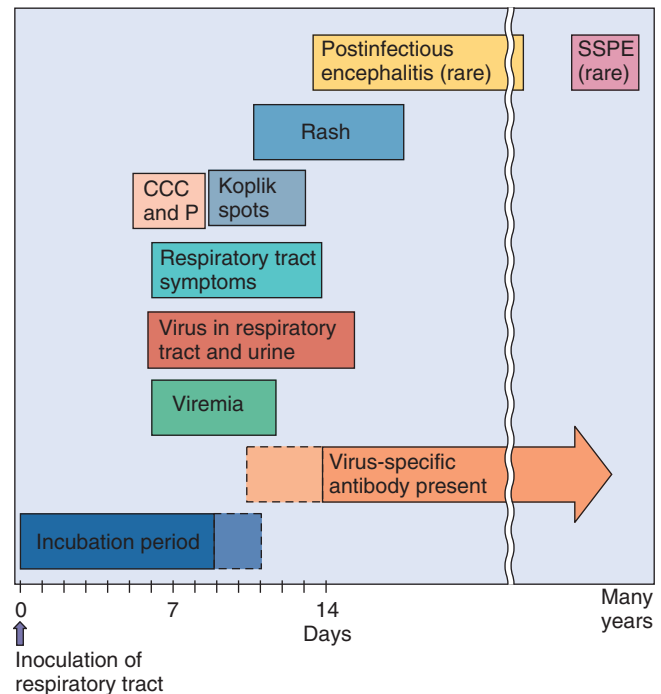 Postinfectious
encephalitis (rare)
SSPE
(rare)
Rash
CCC
and P
Koplik
spots
Respiratory tract
symptoms
Virus in respiratory
tract and urine
Viremia
Virus-specific
antibody present
Incubation period
0
7
14
Days
Many
years
Inoculation of
respiratory tract